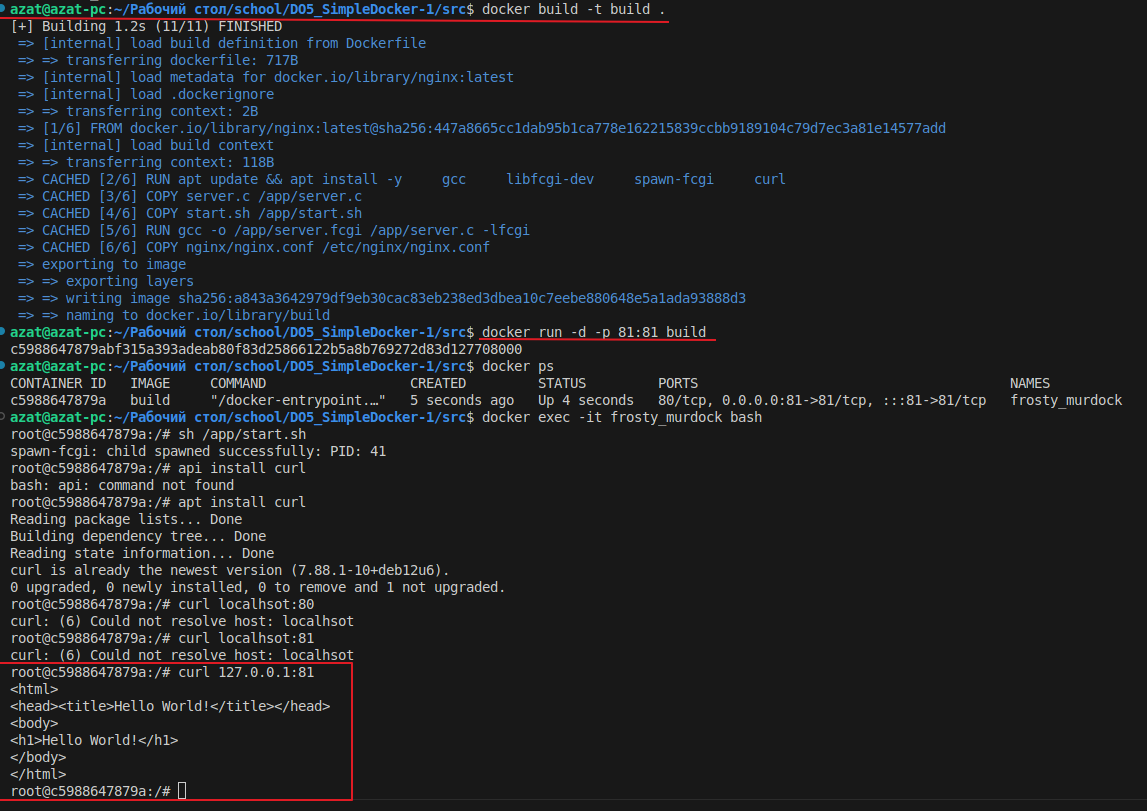 azat@azat-pc:~/Рабочий стол/school/DO5_SimpleDocker-1/src$ docker build -t build .
[+] Building 1.2s (11/11) FINISHED
 => [internal] load build definition from Dockerfile
 => => transferring dockerfile: 717B
 => [internal] load metadata for docker.io/library/nginx:latest
 => [internal] load .dockerignore
 => => transferring context: 2B
 => [1/6] FROM docker.io/library/nginx:latest@sha256:447a8665cc1dab95b1ca778e162215839ccbb9189104c79d7ec3a81e14577add
 => [internal] load build context
 => => transferring context: 118B
 => CACHED [2/6] RUN apt update && apt install -y     gcc     libfcgi-dev     spawn-fcgi     curl
 => CACHED [3/6] COPY server.c /app/server.c
 => CACHED [4/6] COPY start.sh /app/start.sh
 => CACHED [5/6] RUN gcc -o /app/server.fcgi /app/server.c -lfcgi
 => CACHED [6/6] COPY nginx/nginx.conf /etc/nginx/nginx.conf
 => exporting to image
 => => exporting layers
 => => writing image sha256:a843a3642979df9eb30cac83eb238ed3dbea10c7eebe880648e5a1ada93888d3
 => => naming to docker.io/library/build
azat@azat-pc:~/Рабочий стол/school/DO5_SimpleDocker-1/src$ docker run -d -p 81:81 build
c5988647879abf315a393adeab80f83d25866122b5a8b769272d83d127708000
azat@azat-pc:~/Рабочий стол/school/DO5_SimpleDocker-1/src$ docker ps
CONTAINER ID   IMAGE     COMMAND                  CREATED         STATUS         PORTS                                       NAMES
c5988647879a   build     "/docker-entrypoint.…"   5 seconds ago   Up 4 seconds   80/tcp, 0.0.0.0:81->81/tcp, :::81->81/tcp   frosty_murdock
azat@azat-pc:~/Рабочий стол/school/DO5_SimpleDocker-1/src$ docker exec -it frosty_murdock bash
root@c5988647879a:/# sh /app/start.sh
spawn-fcgi: child spawned successfully: PID: 41
root@c5988647879a:/# api install curl
bash: api: command not found
root@c5988647879a:/# apt install curl
Reading package lists... Done
Building dependency tree... Done
Reading state information... Done
curl is already the newest version (7.88.1-10+deb12u6).
0 upgraded, 0 newly installed, 0 to remove and 1 not upgraded.
root@c5988647879a:/# curl localhsot:80
curl: (6) Could not resolve host: localhsot
root@c5988647879a:/# curl localhsot:81
curl: (6) Could not resolve host: localhsot
root@c5988647879a:/# curl 127.0.0.1:81
<html>
<head><title>Hello World!</title></head>
<body>
<h1>Hello World!</h1>
</body>
</html>
root@c5988647879a:/#